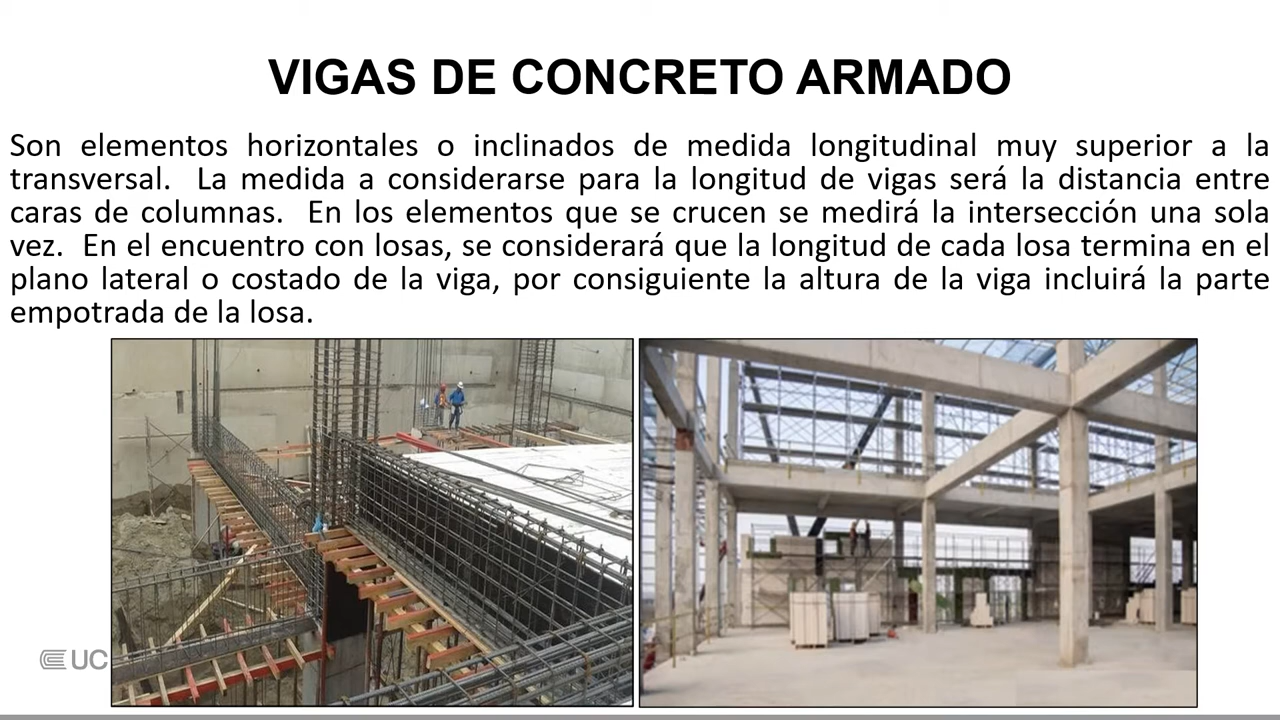 VIGAS DE CONCRETO ARMADO
Son elementos horizontales o inclinados de medida longitudinal muy superior a la
transversal.  La medida a considerarse para la longitud de vigas será la distancia entre
caras de columnas.  En los elementos que se crucen se medirá la intersección una sola
vez.  En el encuentro con losas, se considerará que la longitud de cada losa termina en el
plano lateral o costado de la viga, por consiguiente la altura de la viga incluirá la parte
empotrada de la losa.
UC